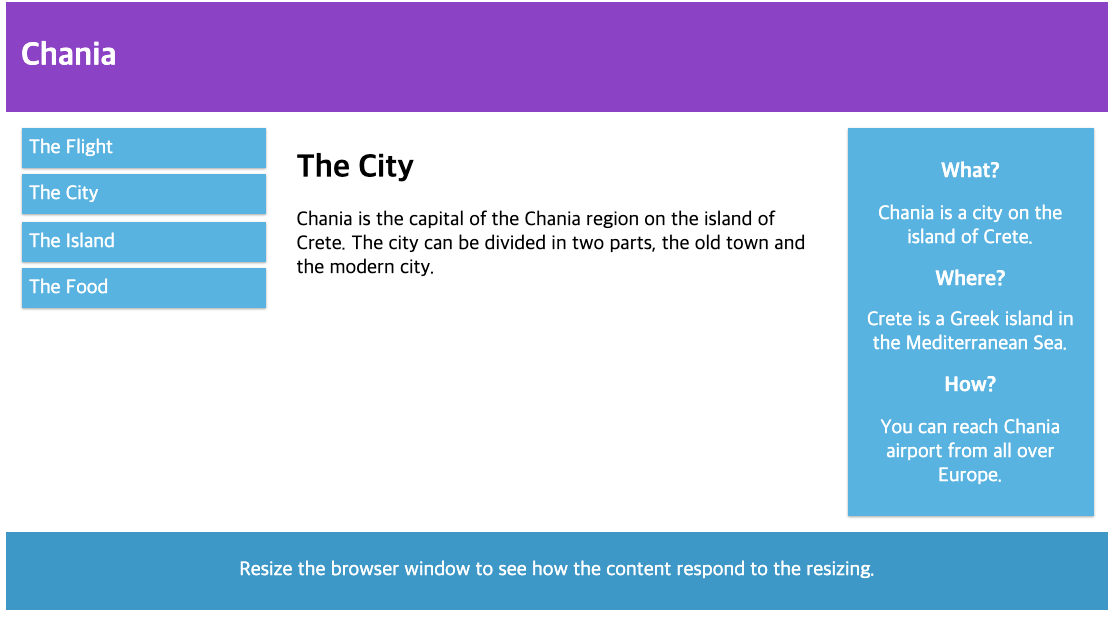 Chania
The Flight
The City
The Island
The Food
The City
Chania is the capital of the Chania region on the island of
Crete. The city can be divided in two parts, the old town and
the modern city.
What?
Chania is a city on the
island of Crete.
Where?
Crete is a Greek island in
the Mediterranean Sea.
How?
You can reach Chania
airport from all over
Europe.
Resize the browser window to see how the content respond to the resizing.